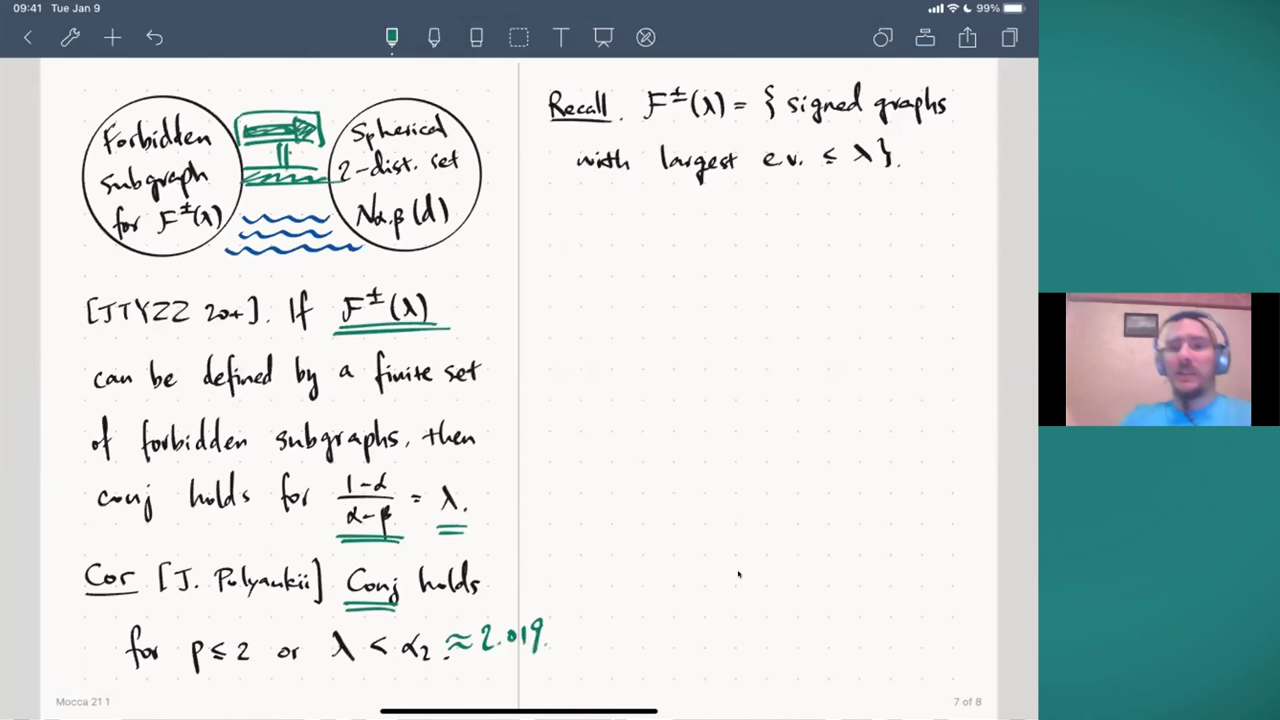 09:41 Tue Jan 9
99%
Forbidden
subgraph
for F±(λ)
Spherical
2-dist. set
Nα,β(d)
[JTYZZ 20+]. If F±(λ)
can be defined by a finite set
of forbidden subgraphs, then
conj holds for (1-α)/(α-β) = λ.
Cor [J. Polyanskii] Conj holds
for p ≤ 2 or λ < α₂ ≈ 2.019.
Recall. F±(λ) = { signed graphs
with largest e.v. ≤ λ }.
Mocca 21 1
7 of 8